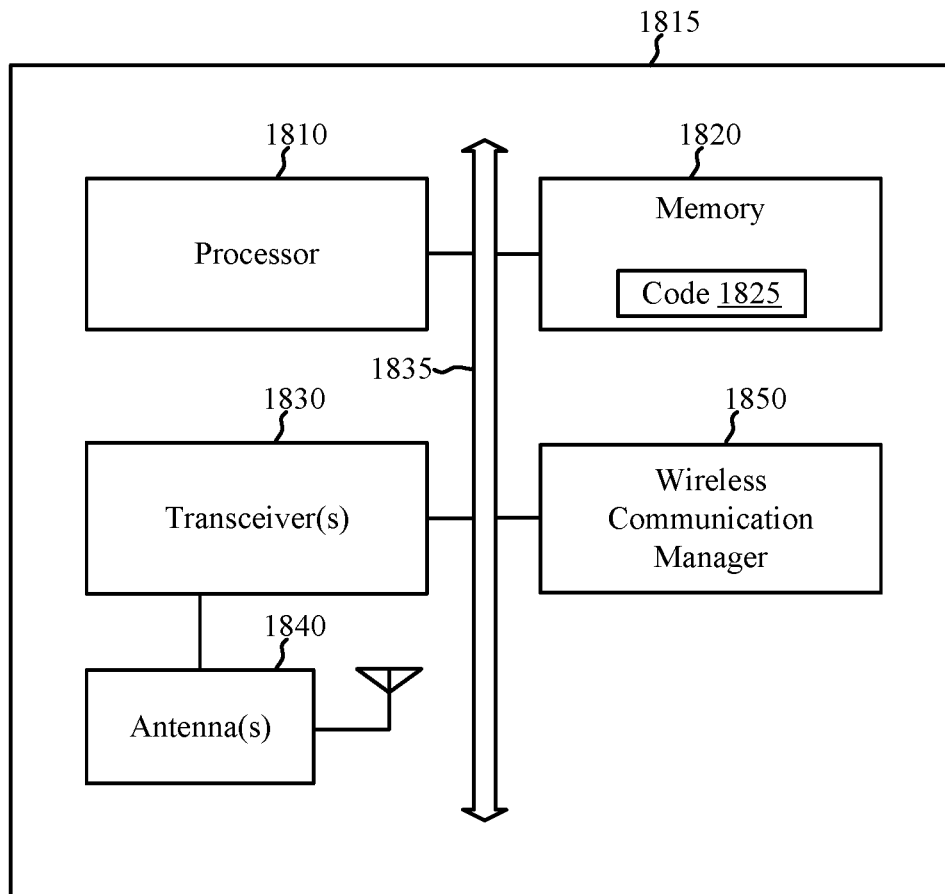 1815
1810
Processor
1820
Memory
Code 1825
1835
1830
Transceiver(s)
1850
Wireless
Communication
Manager
1840
Antenna(s)